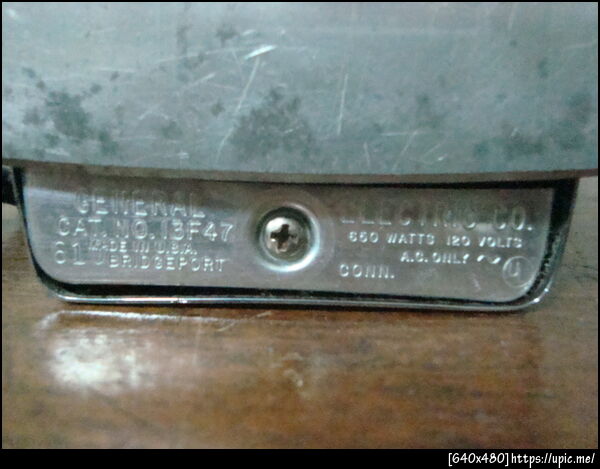 GENERAL ELECTRIC CO.
CAT. NO. 13F47 650 WATTS 120 VOLTS
MADE IN U.S.A. A.C. ONLY
61 BRIDGEPORT CONN.
[640x480]https://upic.me/